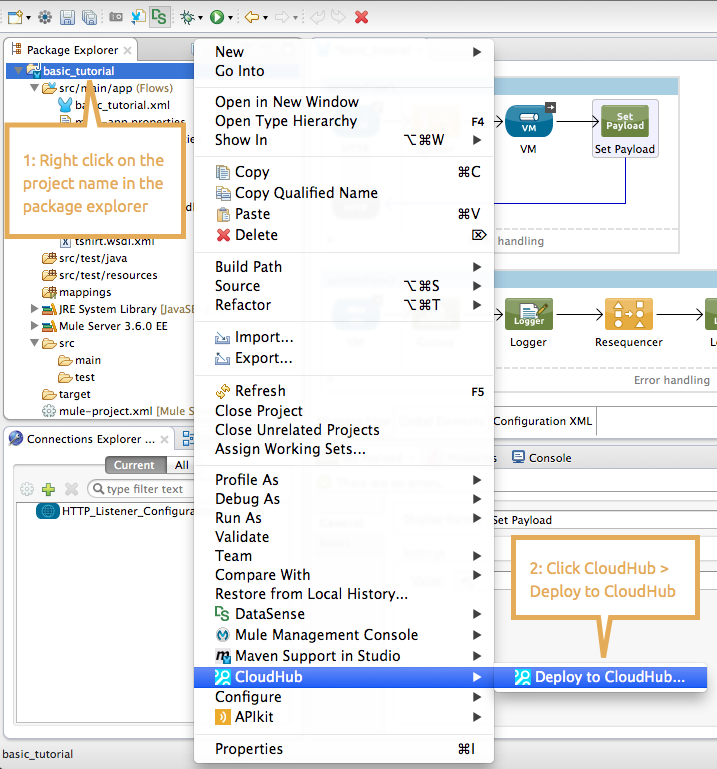 Package Explorer
basic_tutorial
src/main/app (Flows)
basic_tutorial.xml
1: Right click on the
project name in the
package explorer
tshirt.wsdl.xml
src/test/java
src/test/resources
mappings
JRE System Library [JavaSE
Mule Server 3.6.0 EE
src
main
test
target
mule-project.xml [Mule S
Connections Explorer ...
Current All
type filter text
HTTP_Listener_Configura
basic_tutorial
New
Go Into
Open in New Window
Open Type Hierarchy F4
Show In ⌥⌘W
Copy ⌘C
Copy Qualified Name
Paste ⌘V
Delete ⌦
Build Path
Source ⌥⌘S
Refactor ⌥⌘T
Import...
Export...
Refresh F5
Close Project
Close Unrelated Projects
Assign Working Sets...
Profile As
Debug As
Run As
Validate
Team
Compare With
Restore from Local History...
DataSense
Mule Management Console
Maven Support in Studio
CloudHub
Configure
APIkit
Properties ⌘I
Deploy to CloudHub...
VM
Set
Payload
Set Payload
handling
Logger
Logger
Resequencer
Error handling
Configuration XML
Console
Set Payload
2: Click CloudHub >
Deploy to CloudHub